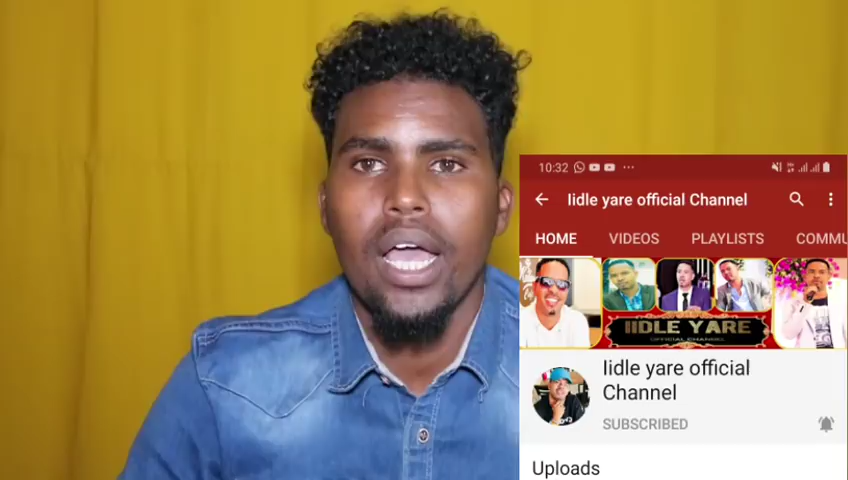 10:32
Iidle yare official Channel
HOME VIDEOS PLAYLISTS COMMU
IIDLE YARE
OFFICIAL CHANNEL
Iidle yare official
Channel
SUBSCRIBED
Uploads